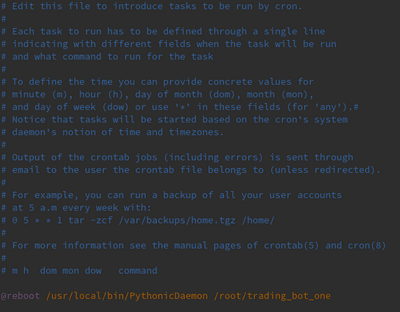 # Edit this file to introduce tasks to be run by cron.
#
# Each task to run has to be defined through a single line
# indicating with different fields when the task will be run
# and what command to run for the task
#
# To define the time you can provide concrete values for
# minute (m), hour (h), day of month (dom), month (mon),
# and day of week (dow) or use '*' in these fields (for 'any').#
# Notice that tasks will be started based on the cron's system
# daemon's notion of time and timezones.
#
# Output of the crontab jobs (including errors) is sent through
# email to the user the crontab file belongs to (unless redirected).
#
# For example, you can run a backup of all your user accounts
# at 5 a.m every week with:
# 0 5 * * 1 tar -zcf /var/backups/home.tgz /home/
#
# For more information see the manual pages of crontab(5) and cron(8)
#
# m h  dom mon dow   command
@reboot /usr/local/bin/PythonicDaemon /root/trading_bot_one